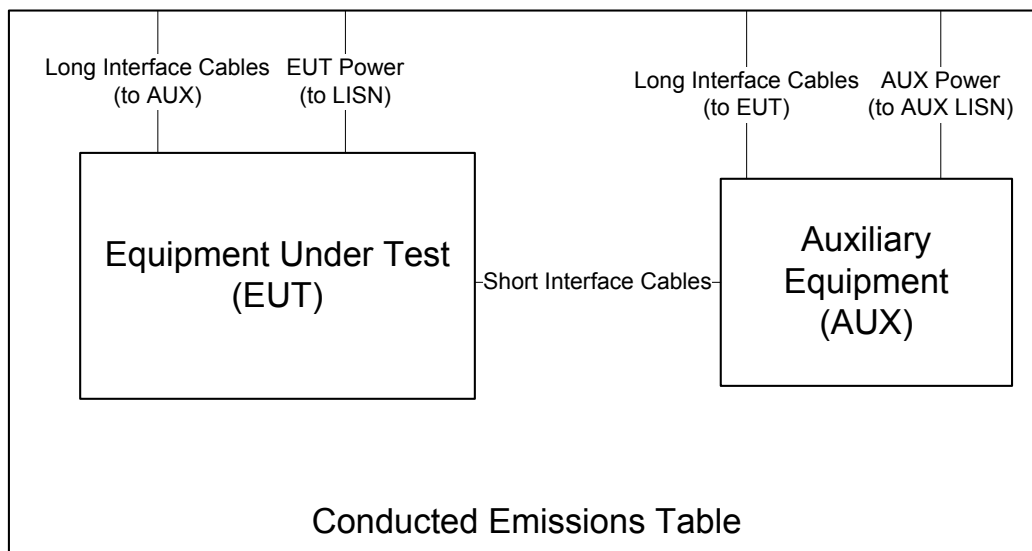 Long Interface Cables
(to AUX)
EUT Power
(to LISN)
Long Interface Cables
(to EUT)
AUX Power
(to AUX LISN)
Equipment Under Test
(EUT)
Short Interface Cables
Auxiliary
Equipment
(AUX)
Conducted Emissions Table